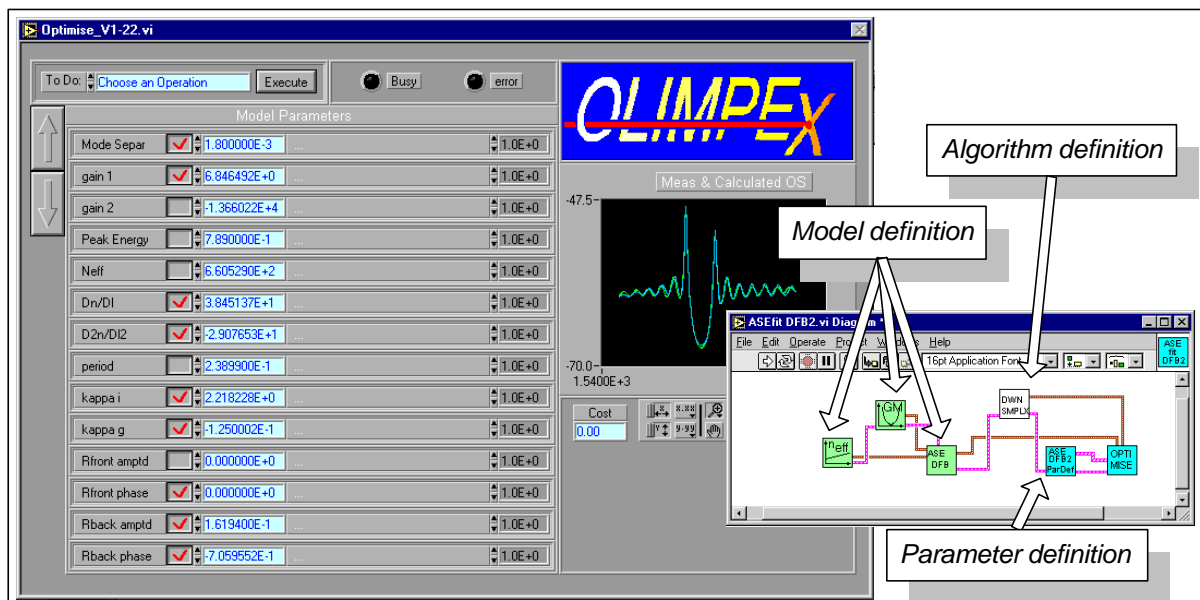 Optimise_V1-22.vi
To Do: Choose an Operation Execute Busy error
OLIMPEx
Model Parameters
Mode Separ 1.800000E-3 ... 1.0E+0
gain 1 6.846492E+0 ... 1.0E+0
gain 2 -1.366022E+4 ... 1.0E+0
Peak Energy 7.890000E-1 ... 1.0E+0
Neff 6.605290E+2 ... 1.0E+0
Dn/DI 3.845137E+1 ... 1.0E+0
D2n/DI2 -2.907653E+1 ... 1.0E+0
period 2.389900E-1 ... 1.0E+0
kappa i 2.218228E+0 ... 1.0E+0
kappa g -1.250002E-1 ... 1.0E+0
Rfront amptd 0.000000E+0 ... 1.0E+0
Rfront phase 0.000000E+0 ... 1.0E+0
Rback amptd 1.619400E-1 ... 1.0E+0
Rback phase -7.059552E-1 ... 1.0E+0
Meas & Calculated OS
-47.5
-70.0
1.5400E+3
Cost
0.00
x.xx
y.yy
Algorithm definition
Model definition
ASEfit DFB2.vi Diagram *
File Edit Operate Help
16pt Application Font
ASE
fit
DFB2
GM
neff
ASE
DFB
DWN
SMPLX
ASE
DFB2
ParDef
OPTI
MISE
Parameter definition